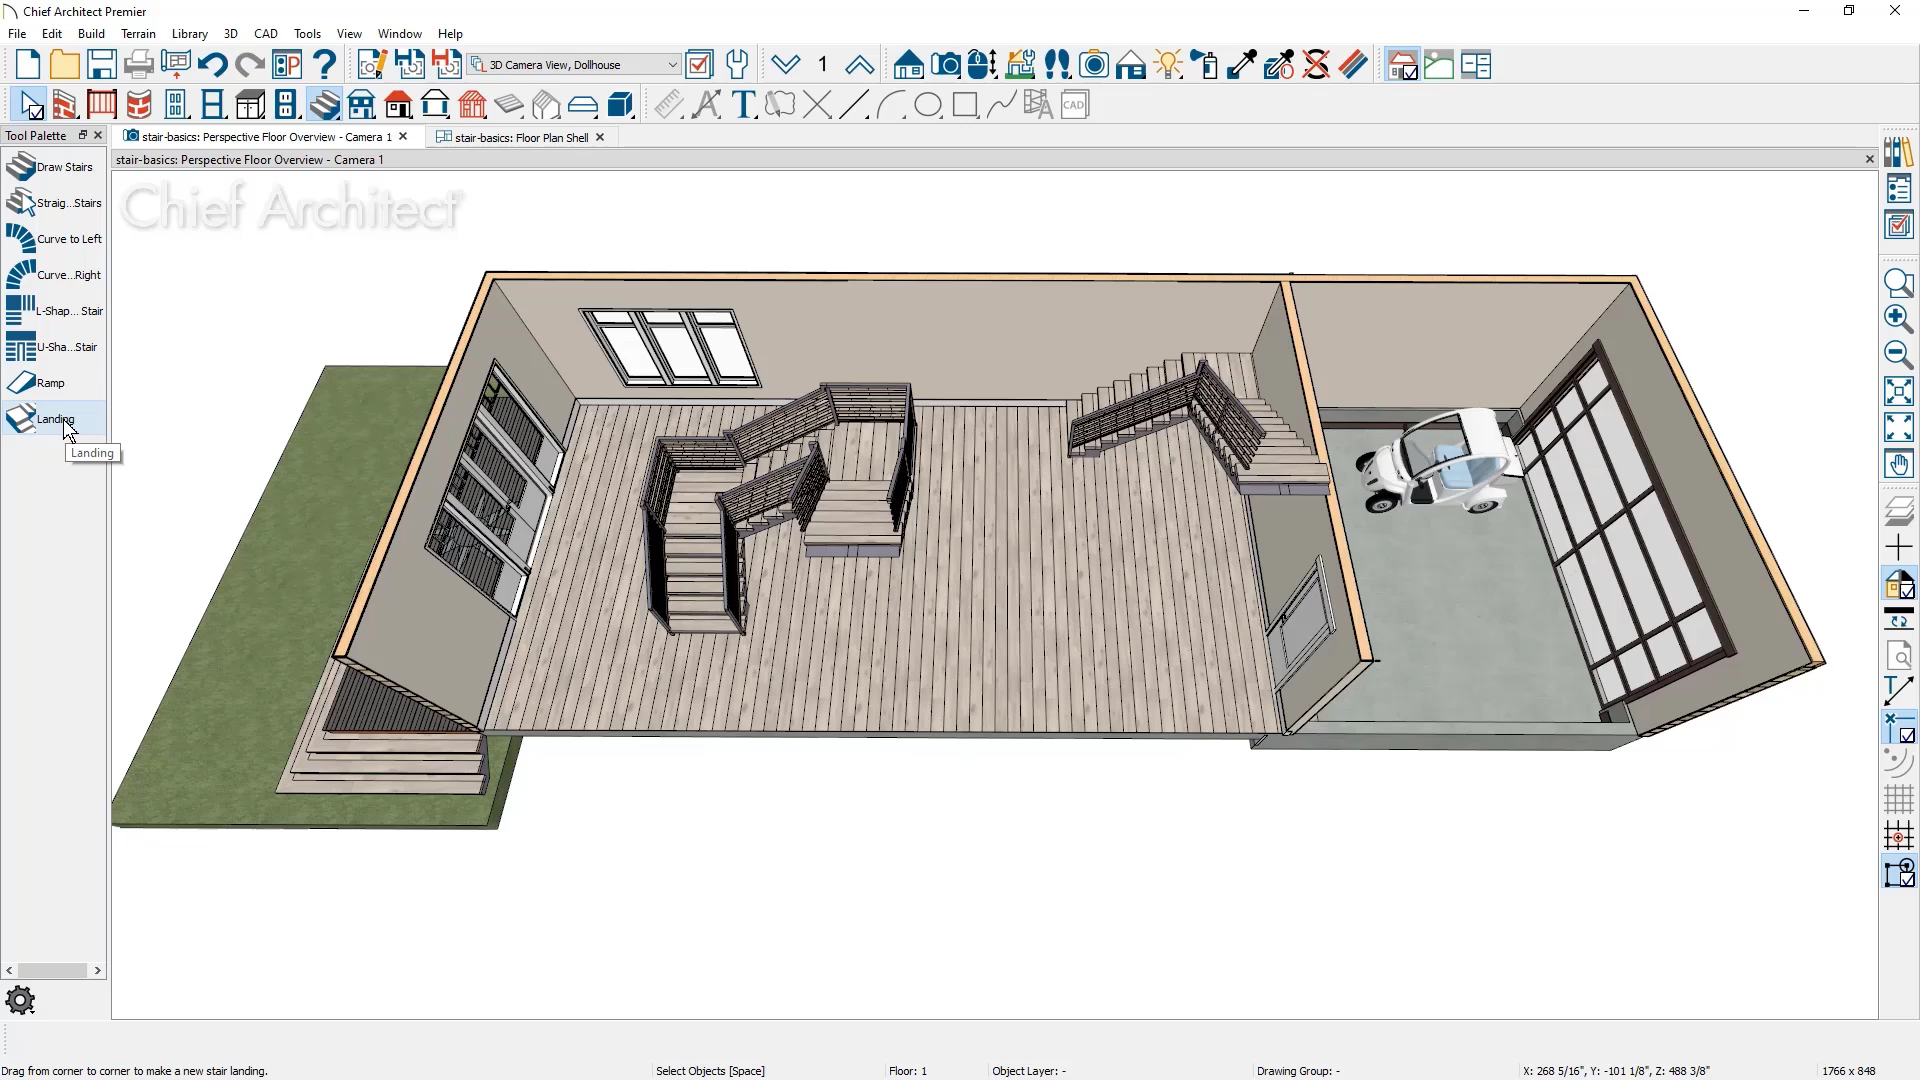 Chief Architect Premier
File Edit Build Terrain Library 3D CAD Tools View Window Help
3D Camera View, Dollhouse
1
CAD
Tool Palette
stair-basics: Perspective Floor Overview - Camera 1
stair-basics: Floor Plan Shell
stair-basics: Perspective Floor Overview - Camera 1
Chief Architect
Draw Stairs
Straig...Stairs
Curve to Left
Curve...Right
L-Shap... Stair
U-Sha...Stair
Ramp
Landing
Landing
Drag from corner to corner to make a new stair landing.
Select Objects [Space]
Floor: 1
Object Layer: -
Drawing Group: -
X: 268 5/16", Y: -101 1/8", Z: 488 3/8"
1766 x 848